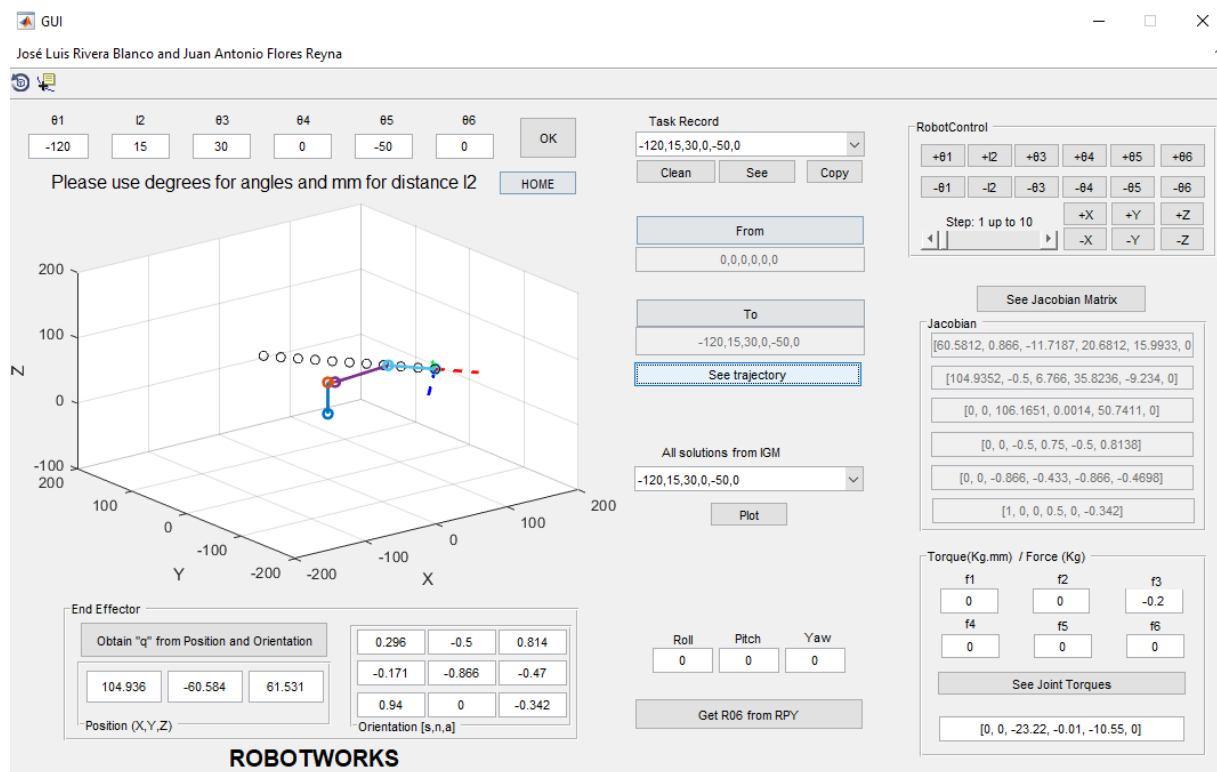 GUI
José Luis Rivera Blanco and Juan Antonio Flores Reyna
θ1 l2 θ3 θ4 θ5 θ6
-120 15 30 0 -50 0 OK
Please use degrees for angles and mm for distance l2 HOME
200
100
0
-100
Z
200
100
0
-100
-200
Y
-200
-100
0
100
200
X
End Effector
Obtain "q" from Position and Orientation
104.936 -60.584 61.531
Position (X,Y,Z)
0.296 -0.5 0.814
-0.171 -0.866 -0.47
0.94 0 -0.342
Orientation [s,n,a]
ROBOTWORKS
Task Record
-120,15,30,0,-50,0
Clean See Copy
From
0,0,0,0,0,0
To
-120,15,30,0,-50,0
See trajectory
All solutions from IGM
-120,15,30,0,-50,0
Plot
Roll Pitch Yaw
0 0 0
Get R06 from RPY
RobotControl
+θ1 +l2 +θ3 +θ4 +θ5 +θ6
-θ1 -l2 -θ3 -θ4 -θ5 -θ6
Step: 1 up to 10
+X +Y +Z
-X -Y -Z
See Jacobian Matrix
Jacobian
[60.5812, 0.866, -11.7187, 20.6812, 15.9933, 0
[104.9352, -0.5, 6.766, 35.8236, -9.234, 0]
[0, 0, 106.1651, 0.0014, 50.7411, 0]
[0, 0, -0.5, 0.75, -0.5, 0.8138]
[0, 0, -0.866, -0.433, -0.866, -0.4698]
[1, 0, 0, 0.5, 0, -0.342]
Torque(Kg.mm) / Force (Kg)
f1 f2 f3
0 0 -0.2
f4 f5 f6
0 0 0
See Joint Torques
[0, 0, -23.22, -0.01, -10.55, 0]